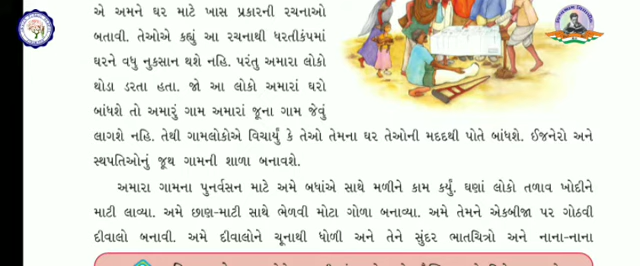 એ અમને ઘર માટે ખાસ પ્રકારની રચનાઓ
બતાવી. તેઓએ કહ્યું આ રચનાથી ધરતીકંપમાં
ઘરને વધુ નુકસાન થશે નહિ. પરંતુ અમારા લોકો
થોડા ડરતા હતા. જો આ લોકો અમારાં ઘરો
બાંધશે તો અમારું ગામ અમારાં જૂના ગામ જેવું
લાગશે નહિ. તેથી ગામલોકોએ વિચાર્યું કે તેઓ તેમના ઘર તેઓની મદદથી પોતે બાંધશે. ઈજનેરો અને
સ્થપતિઓનું જૂથ ગામની શાળા બનાવશે.
અમારા ગામના પુનર્વસન માટે અમે બધાંએ સાથે મળીને કામ કર્યું. ઘણાં લોકો તળાવ ખોદીને
માટી લાવ્યા. અમે છાણ-માટી સાથે ભેળવી મોટા ગોળા બનાવ્યા. અમે તેમને એકબીજા પર ગોઠવી
દીવાલો બનાવી. અમે દીવાલોને ચૂનાથી ધોળી અને તેને સુંદર ભાતચિત્રો અને નાના-નાના